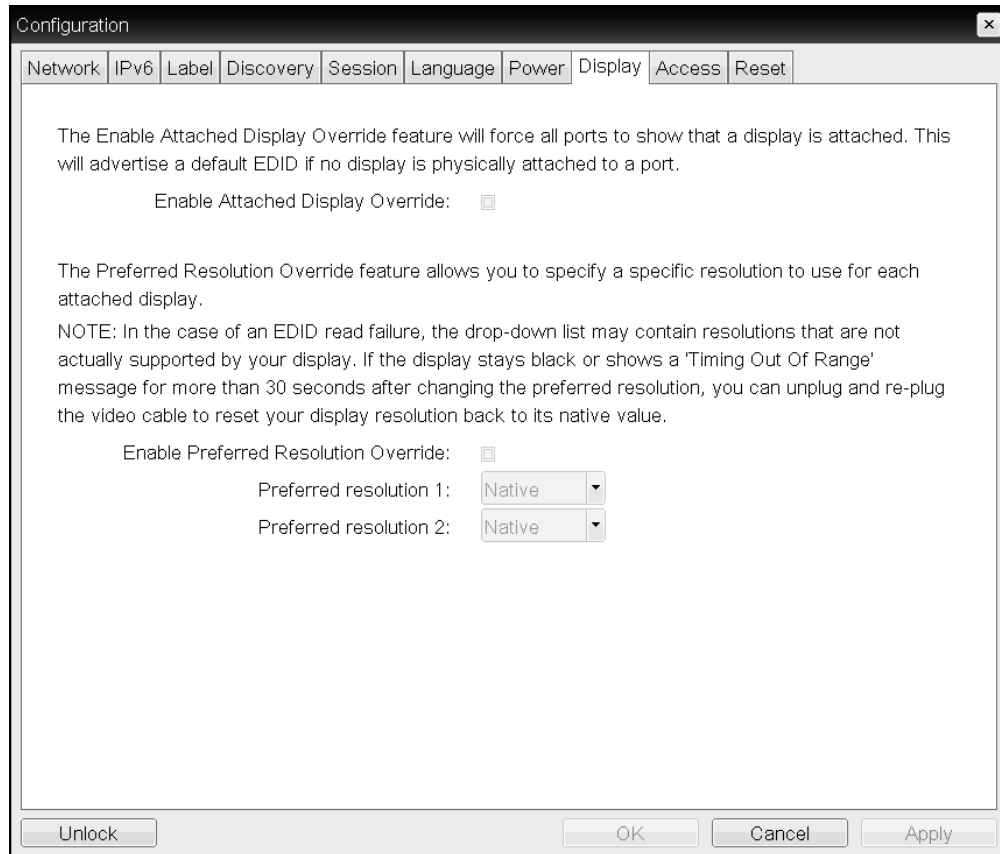 Configuration
Network IPv6 Label Discovery Session Language Power Display Access Reset
The Enable Attached Display Override feature will force all ports to show that a display is attached. This
will advertise a default EDID if no display is physically attached to a port.
Enable Attached Display Override:
The Preferred Resolution Override feature allows you to specify a specific resolution to use for each
attached display.
NOTE: In the case of an EDID read failure, the drop-down list may contain resolutions that are not
actually supported by your display. If the display stays black or shows a 'Timing Out Of Range'
message for more than 30 seconds after changing the preferred resolution, you can unplug and re-plug
the video cable to reset your display resolution back to its native value.
Enable Preferred Resolution Override:
Preferred resolution 1: Native
Preferred resolution 2: Native
Unlock OK Cancel Apply